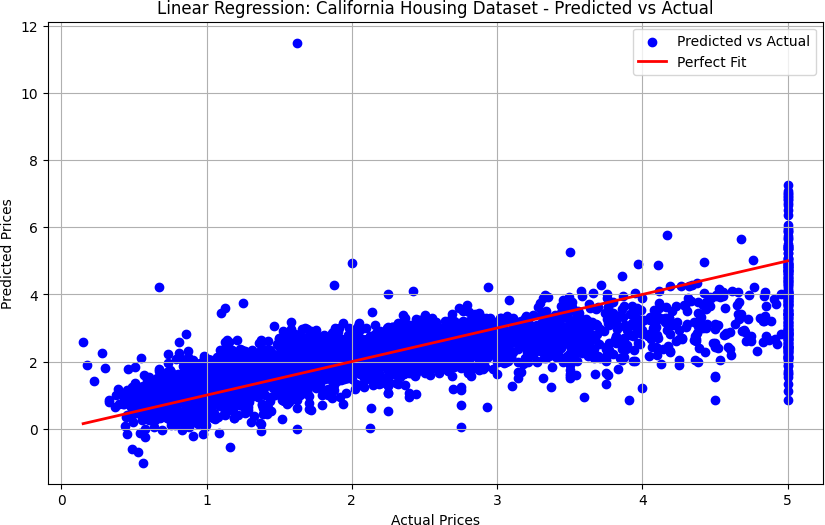 Linear Regression: California Housing Dataset - Predicted vs Actual
Predicted vs Actual
Perfect Fit
Predicted Prices
12
10
8
6
4
2
0
0
1
2
3
4
5
Actual Prices